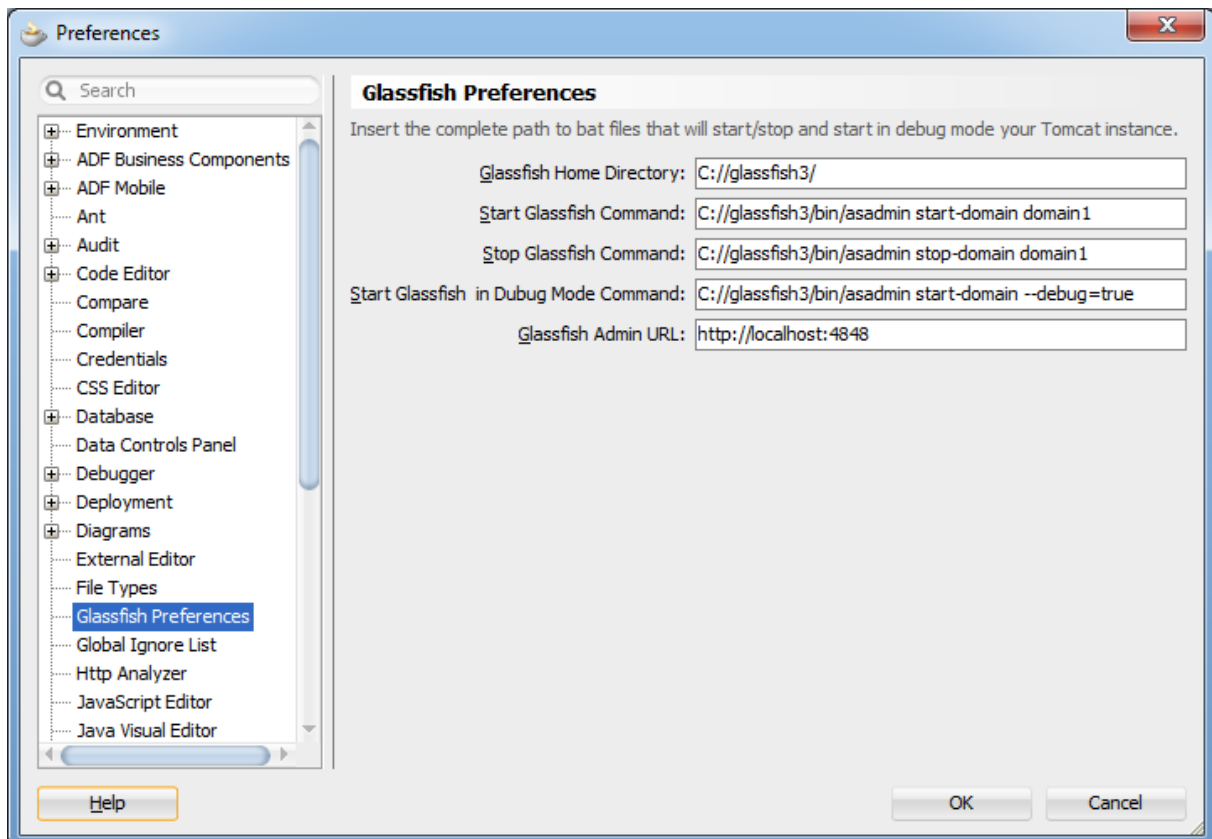 Preferences
Search
Environment
ADF Business Components
ADF Mobile
Ant
Audit
Code Editor
Compare
Compiler
Credentials
CSS Editor
Database
Data Controls Panel
Debugger
Deployment
Diagrams
External Editor
File Types
Glassfish Preferences
Global Ignore List
Http Analyzer
JavaScript Editor
Java Visual Editor
Glassfish Preferences
Insert the complete path to bat files that will start/stop and start in debug mode your Tomcat instance.
Glassfish Home Directory: C://glassfish3/
Start Glassfish Command: C://glassfish3/bin/asadmin start-domain domain1
Stop Glassfish Command: C://glassfish3/bin/asadmin stop-domain domain1
Start Glassfish in Dubug Mode Command: C://glassfish3/bin/asadmin start-domain --debug=true
Glassfish Admin URL: http://localhost:4848
Help
OK
Cancel